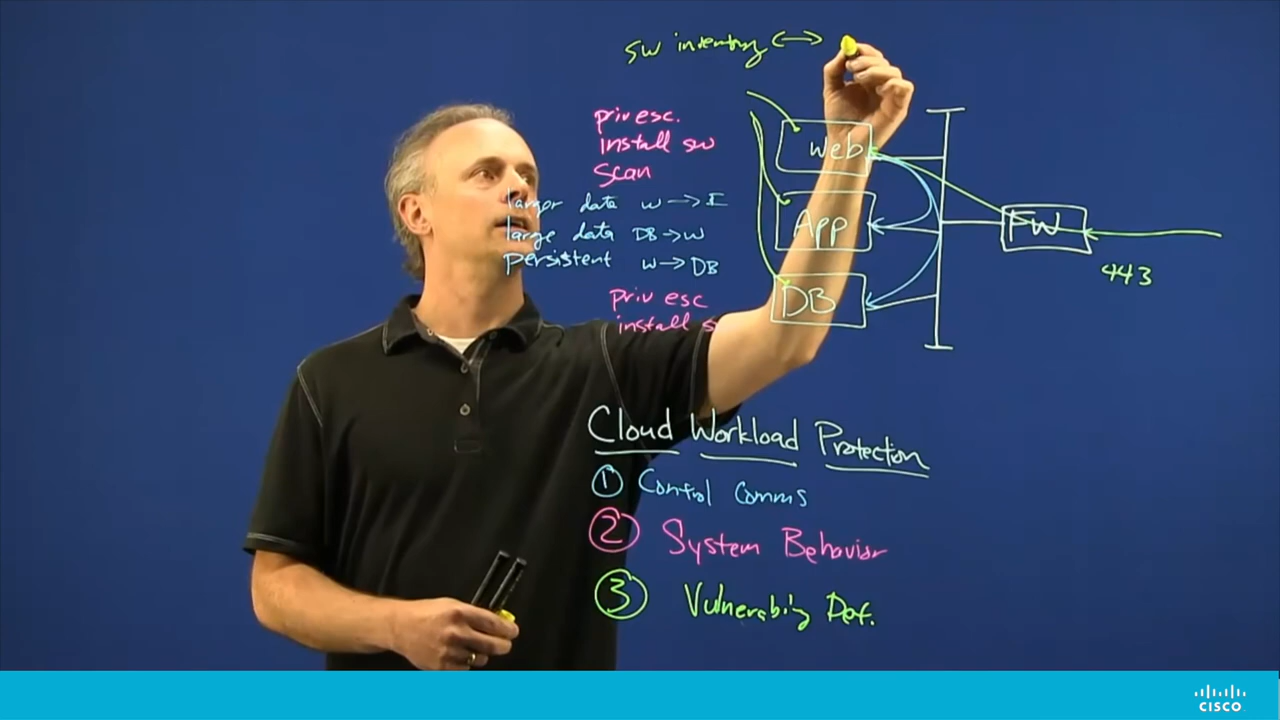 sw inventory <->
priv esc.
install sw
scan
larger data w -> I
large data DB -> w
persistent w -> DB
priv esc
install s
Web
App
DB
FW
443
Cloud Workload Protection
① Control Comms
② System Behavior
③ Vulnerability Det.
CISCO